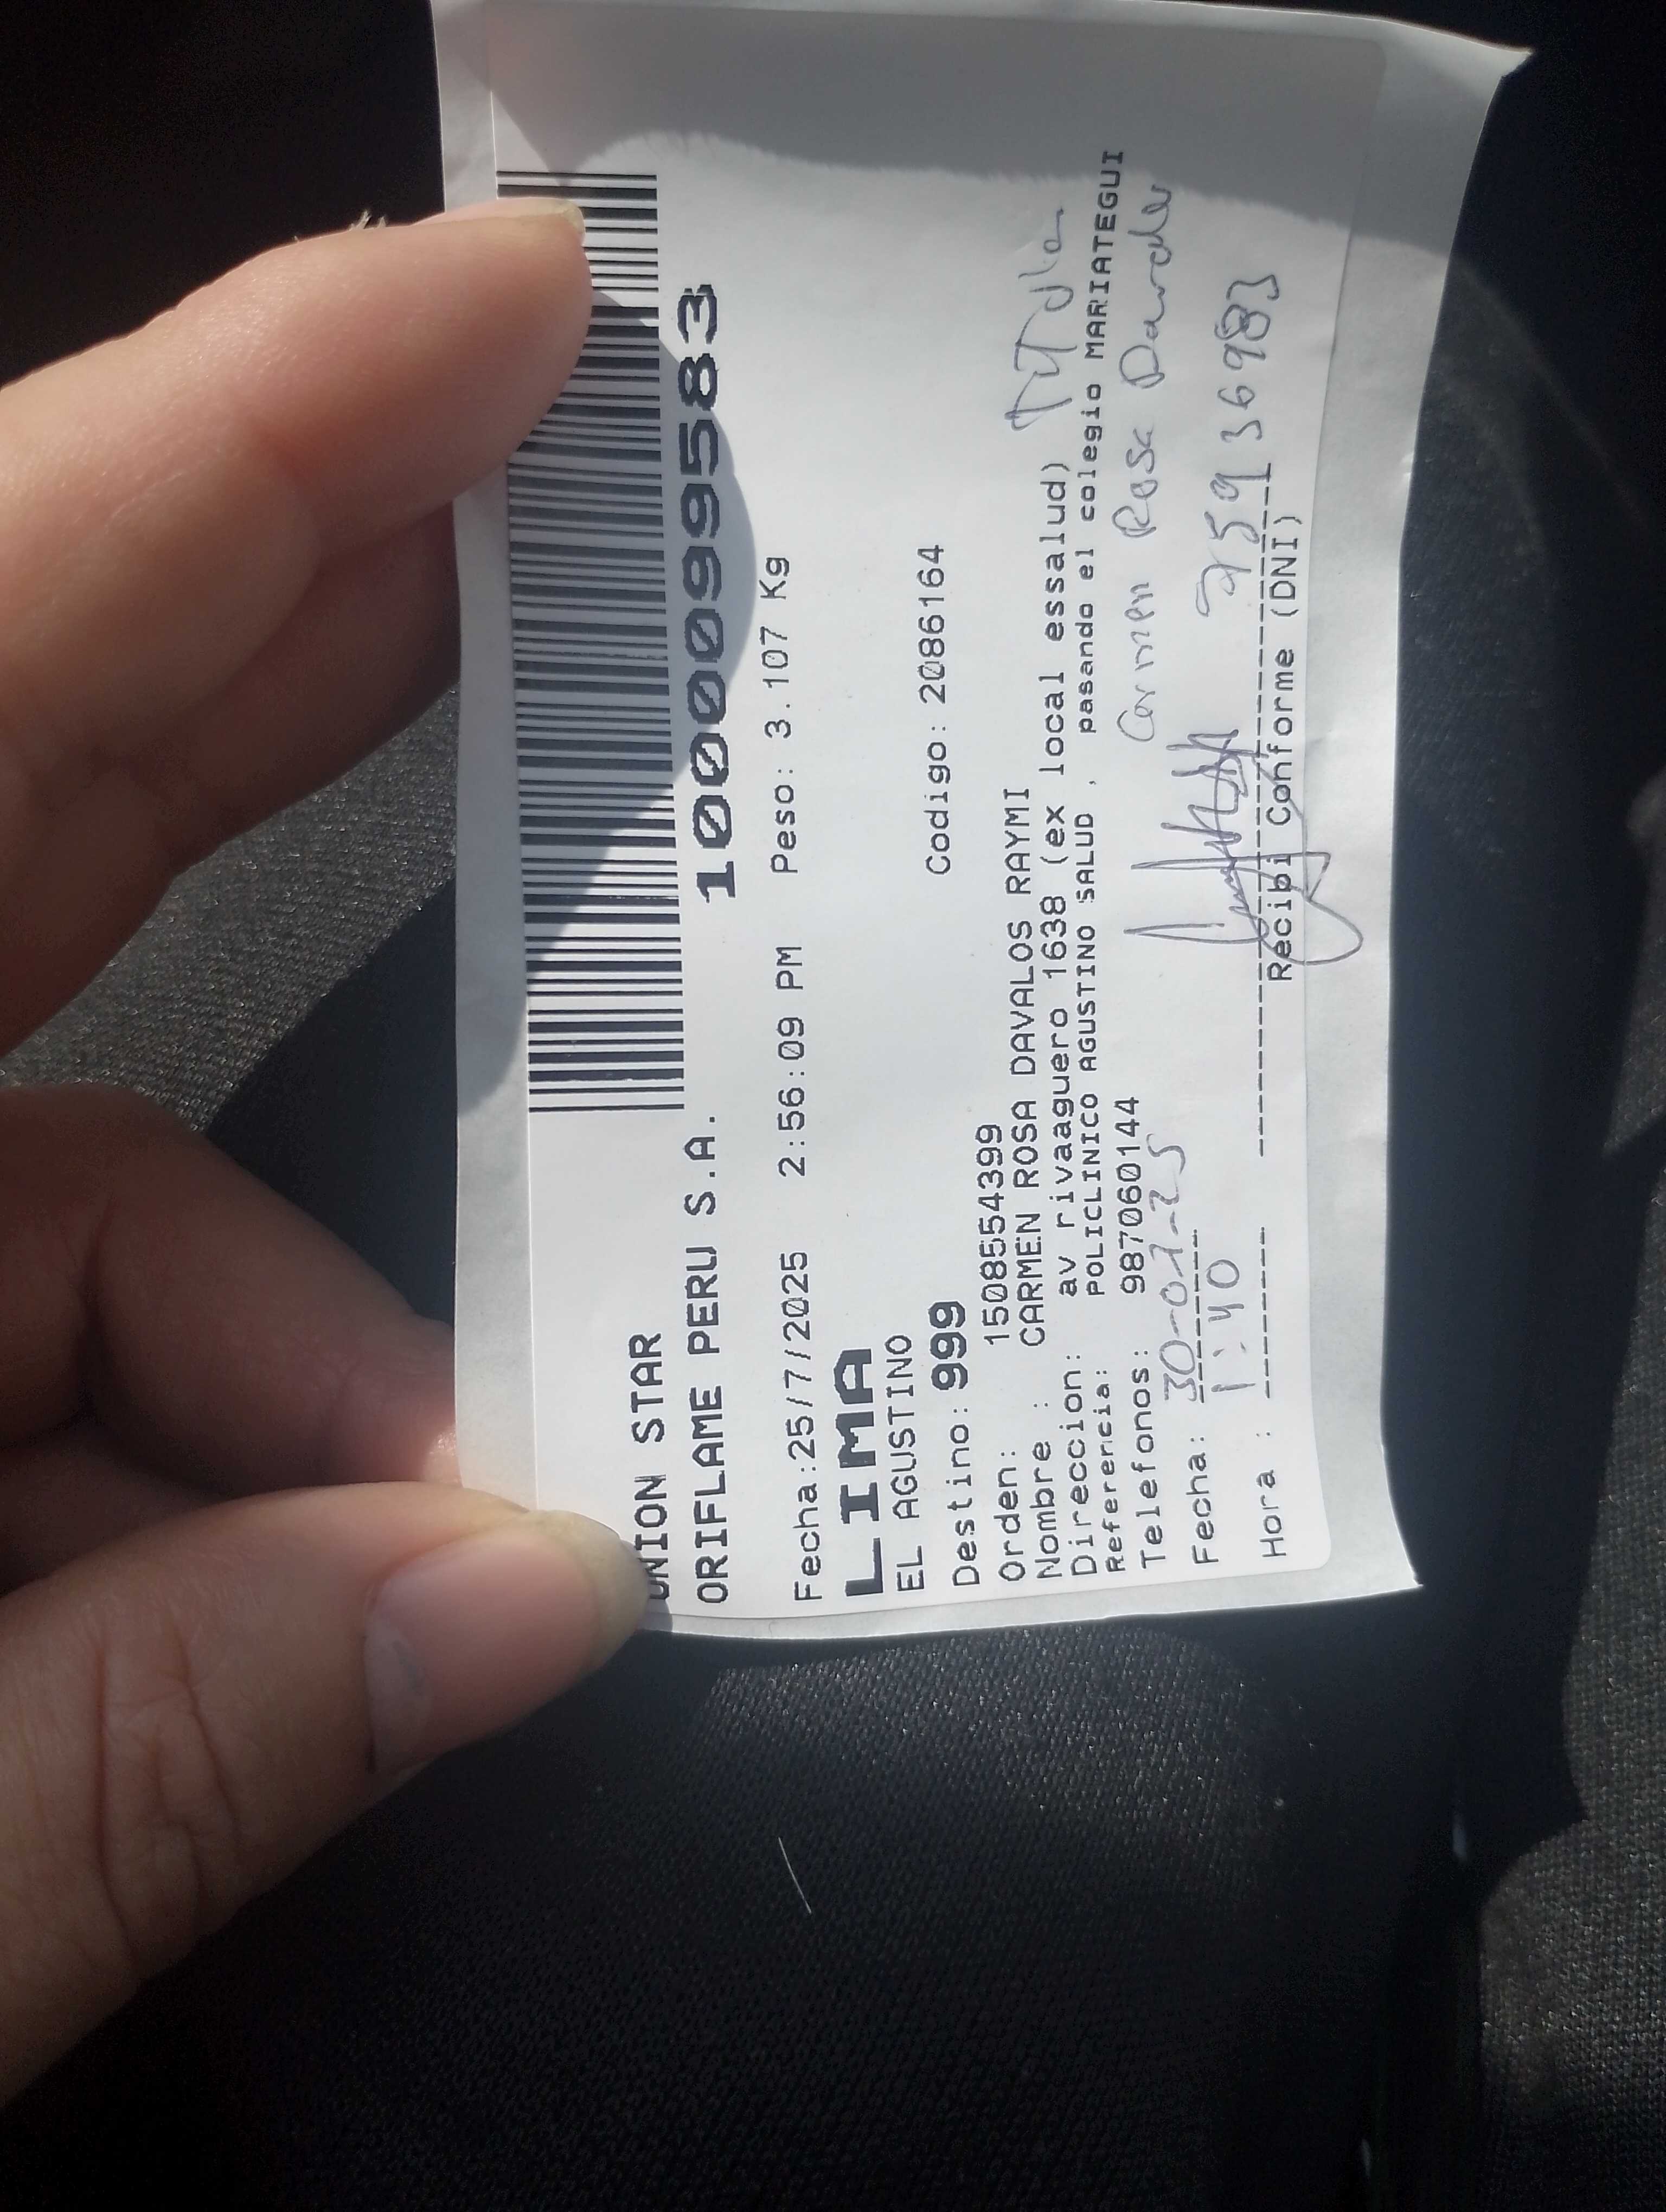 UNION STAR
ORIFLAME PERU S.A. 10000999583
Fecha:25/7/2025 2:56:09 PM Peso: 3.107 Kg
LIMA
EL AGUSTINO
Destino: 999 Codigo: 2086164
Orden: 1508554399
Nombre : CARMEN ROSA DAVALOS RAYMI
Direccion: av rivaaguero 1638 (ex local essalud)
Referencia: POLICLINICO AGUSTINO SALUD , pasando el colegio MARIATEGUI
Telefonos: 987060144 Carmen Rosa
Fecha: 30-07-25
Hora : 1:40
Recibi Conforme (DNI)